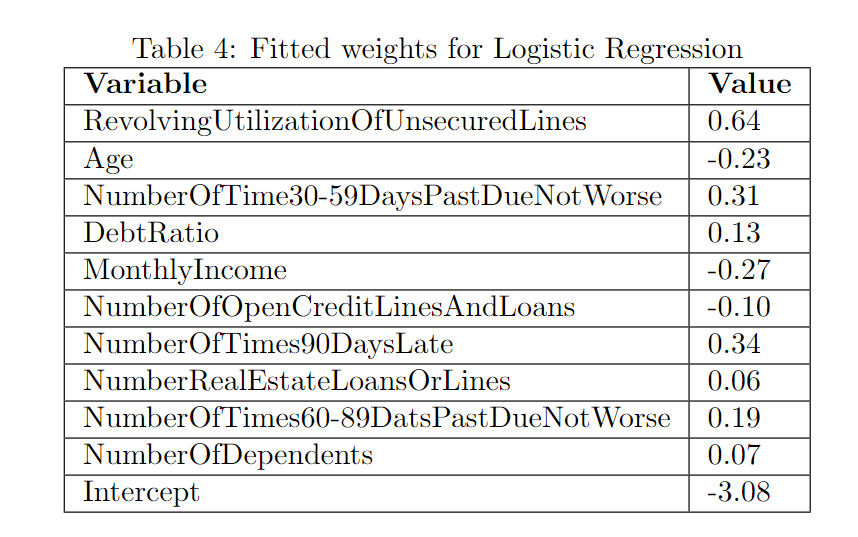 Table 4: Fitted weights for Logistic Regression
Variable Value
RevolvingUtilizationOfUnsecuredLines 0.64
Age -0.23
NumberOfTime30-59DaysPastDueNotWorse 0.31
DebtRatio 0.13
MonthlyIncome -0.27
NumberOfOpenCreditLinesAndLoans -0.10
NumberOfTimes90DaysLate 0.34
NumberRealEstateLoansOrLines 0.06
NumberOfTimes60-89DatsPastDueNotWorse 0.19
NumberOfDependents 0.07
Intercept -3.08